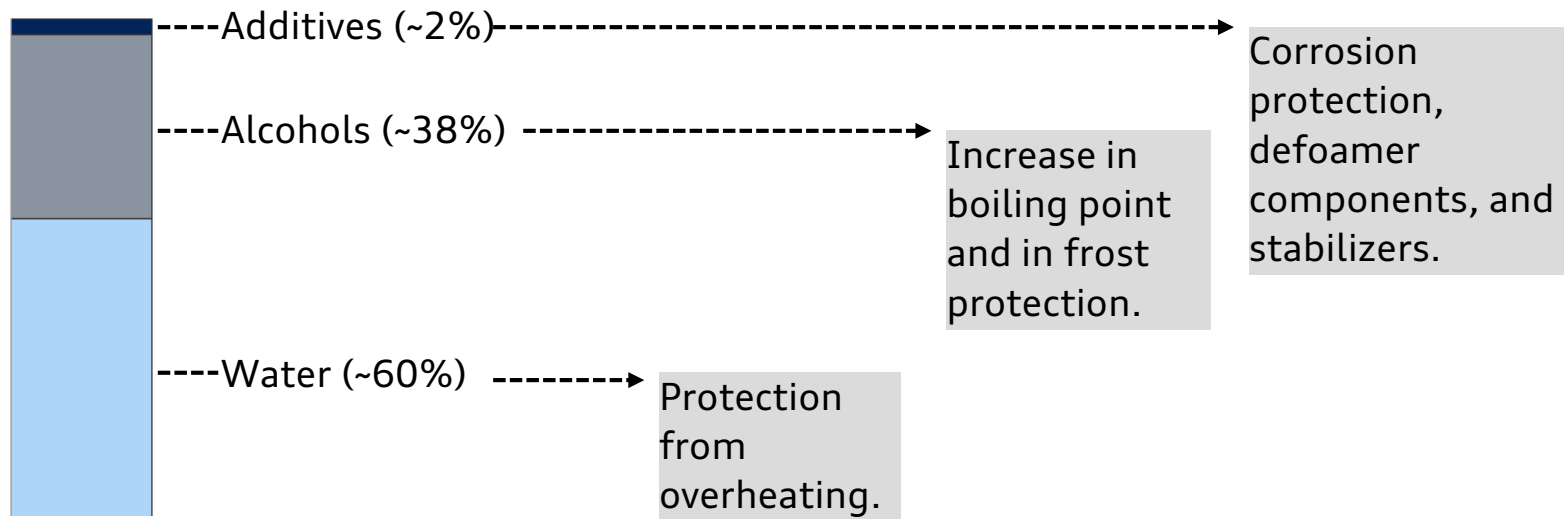 Additives (~2%)
Corrosion
protection,
defoamer
components, and
stabilizers.
Alcohols (~38%)
Increase in
boiling point
and in frost
protection.
Water (~60%)
Protection
from
overheating.